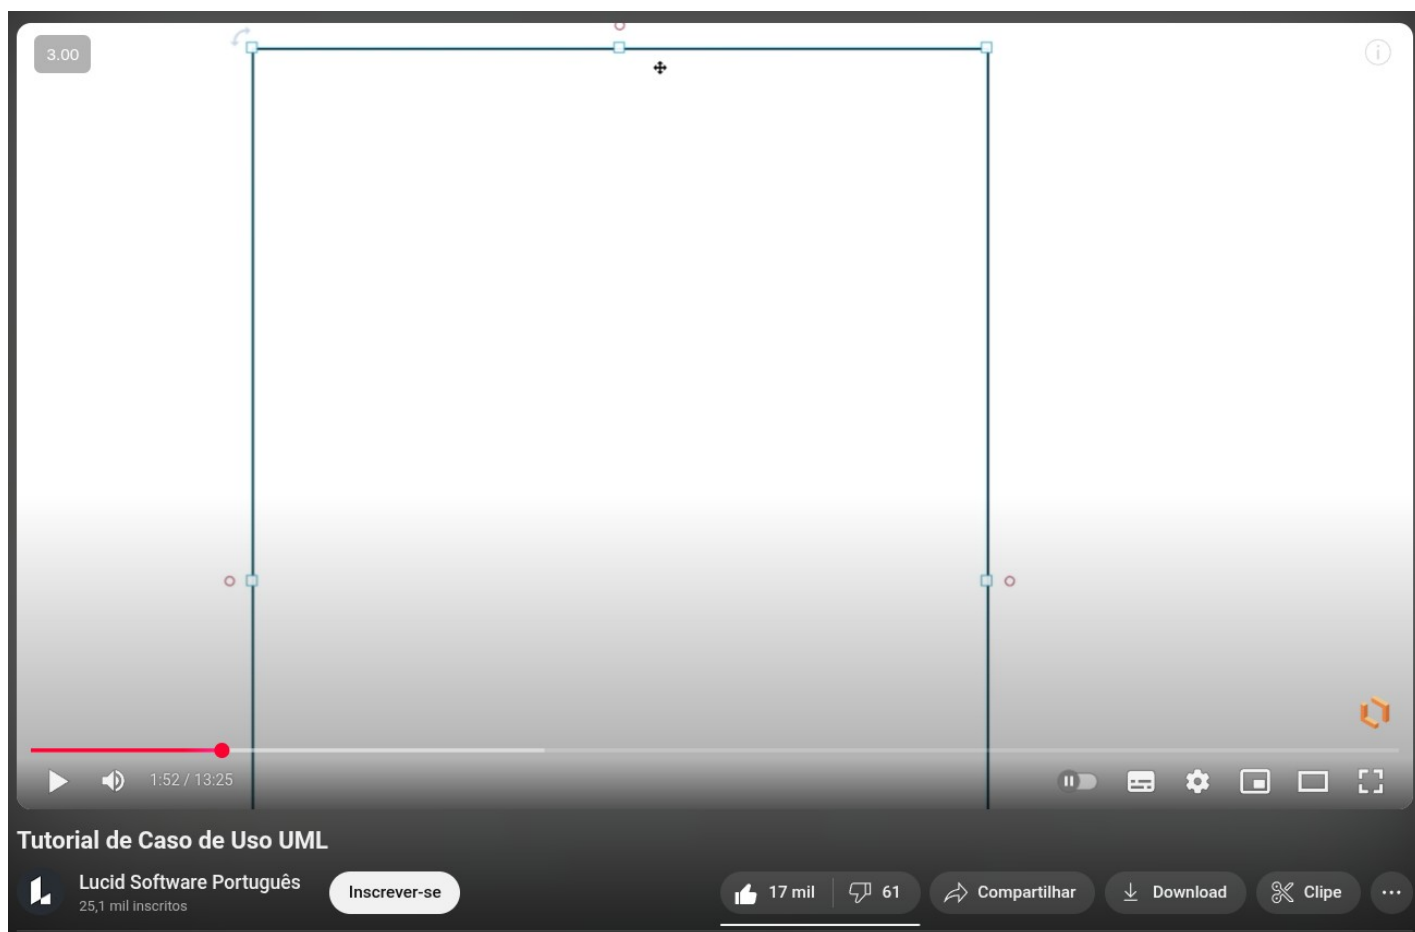 3.00
1:52 / 13:25
Tutorial de Caso de Uso UML
Lucid Software Português
25,1 mil inscritos
Inscrever-se
17 mil
61
Compartilhar
Download
Clipe